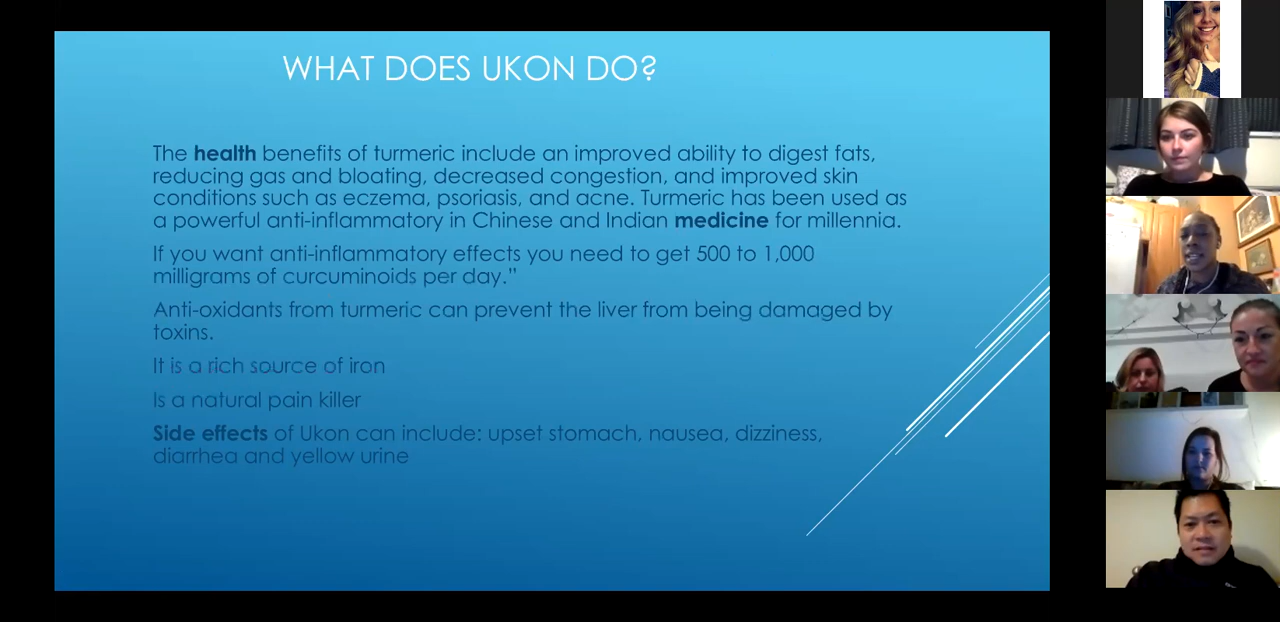 WHAT DOES UKON DO?
The health benefits of turmeric include an improved ability to digest fats,
reducing gas and bloating, decreased congestion, and improved skin
conditions such as eczema, psoriasis, and acne. Turmeric has been used as
a powerful anti-inflammatory in Chinese and Indian medicine for millennia.
If you want anti-inflammatory effects you need to get 500 to 1,000
milligrams of curcuminoids per day.”
Anti-oxidants from turmeric can prevent the liver from being damaged by
toxins.
It is a rich source of iron
Is a natural pain killer
Side effects of Ukon can include: upset stomach, nausea, dizziness,
diarrhea and yellow urine